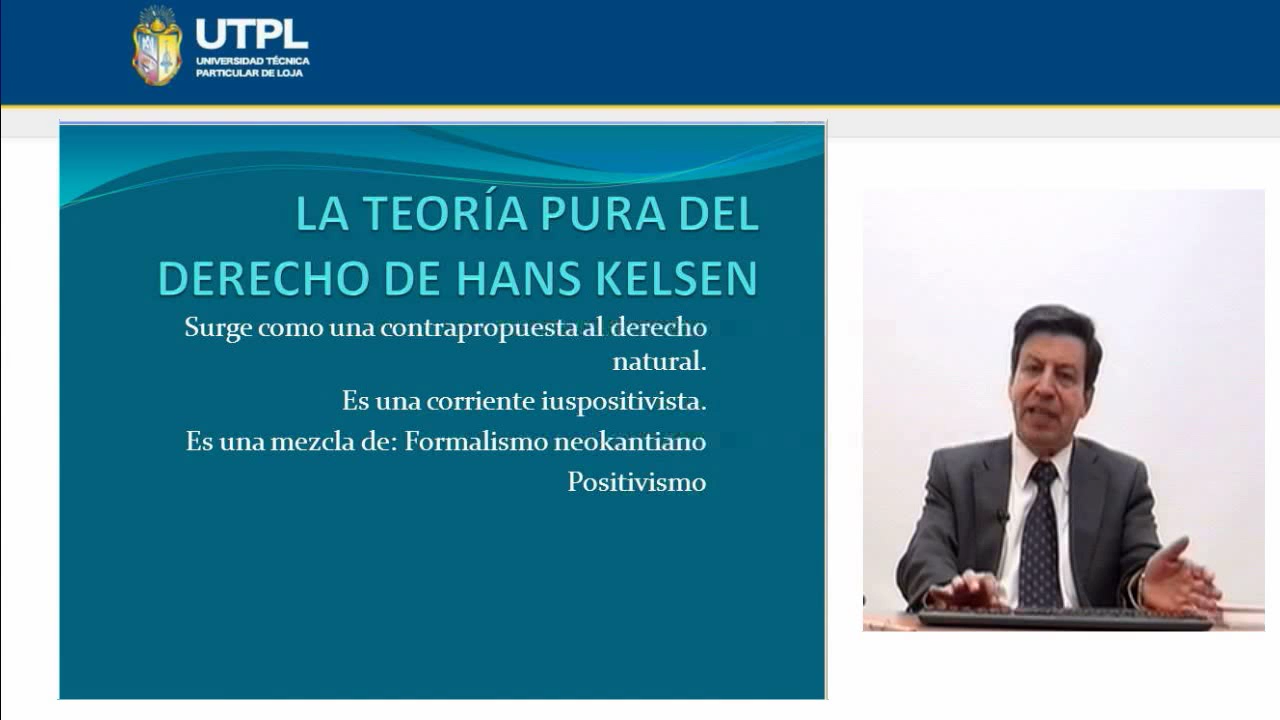 UTPL
UNIVERSIDAD TÉCNICA
PARTICULAR DE LOJA
LA TEORÍA PURA DEL
DERECHO DE HANS KELSEN
Surge como una contrapropuesta al derecho
natural.
Es una corriente iuspositivista.
Es una mezcla de: Formalismo neokantiano
Positivismo